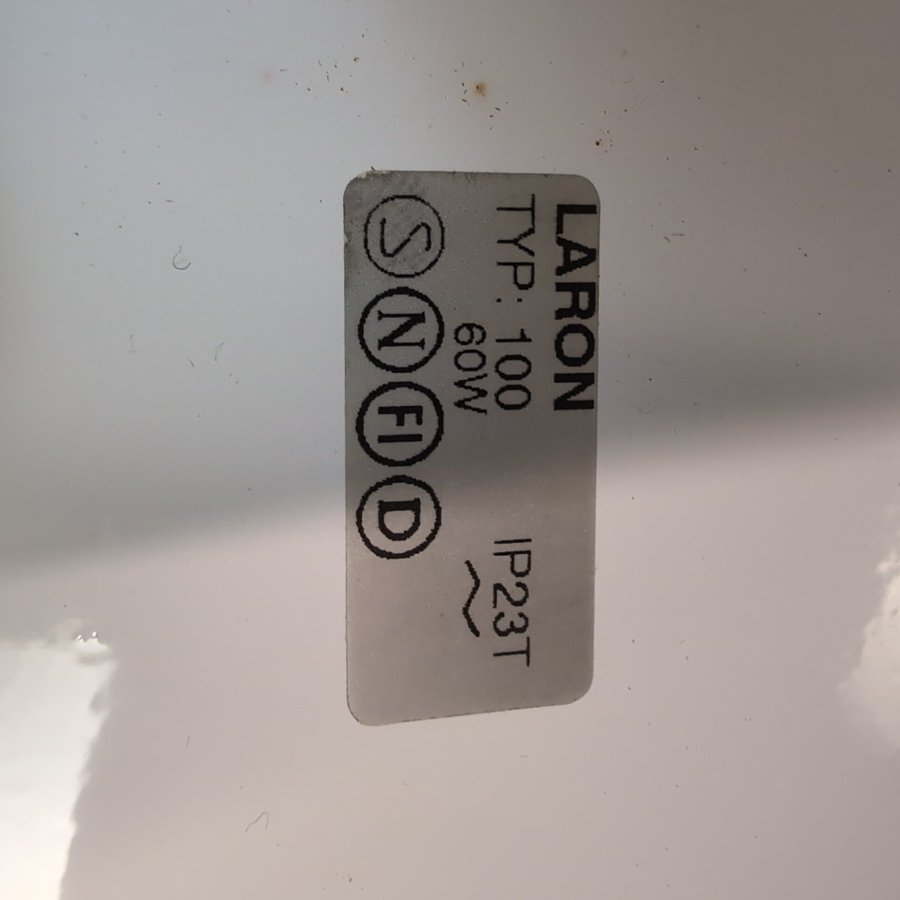 LARON
TYP: 100 IP23T
60W ~
S N FI D